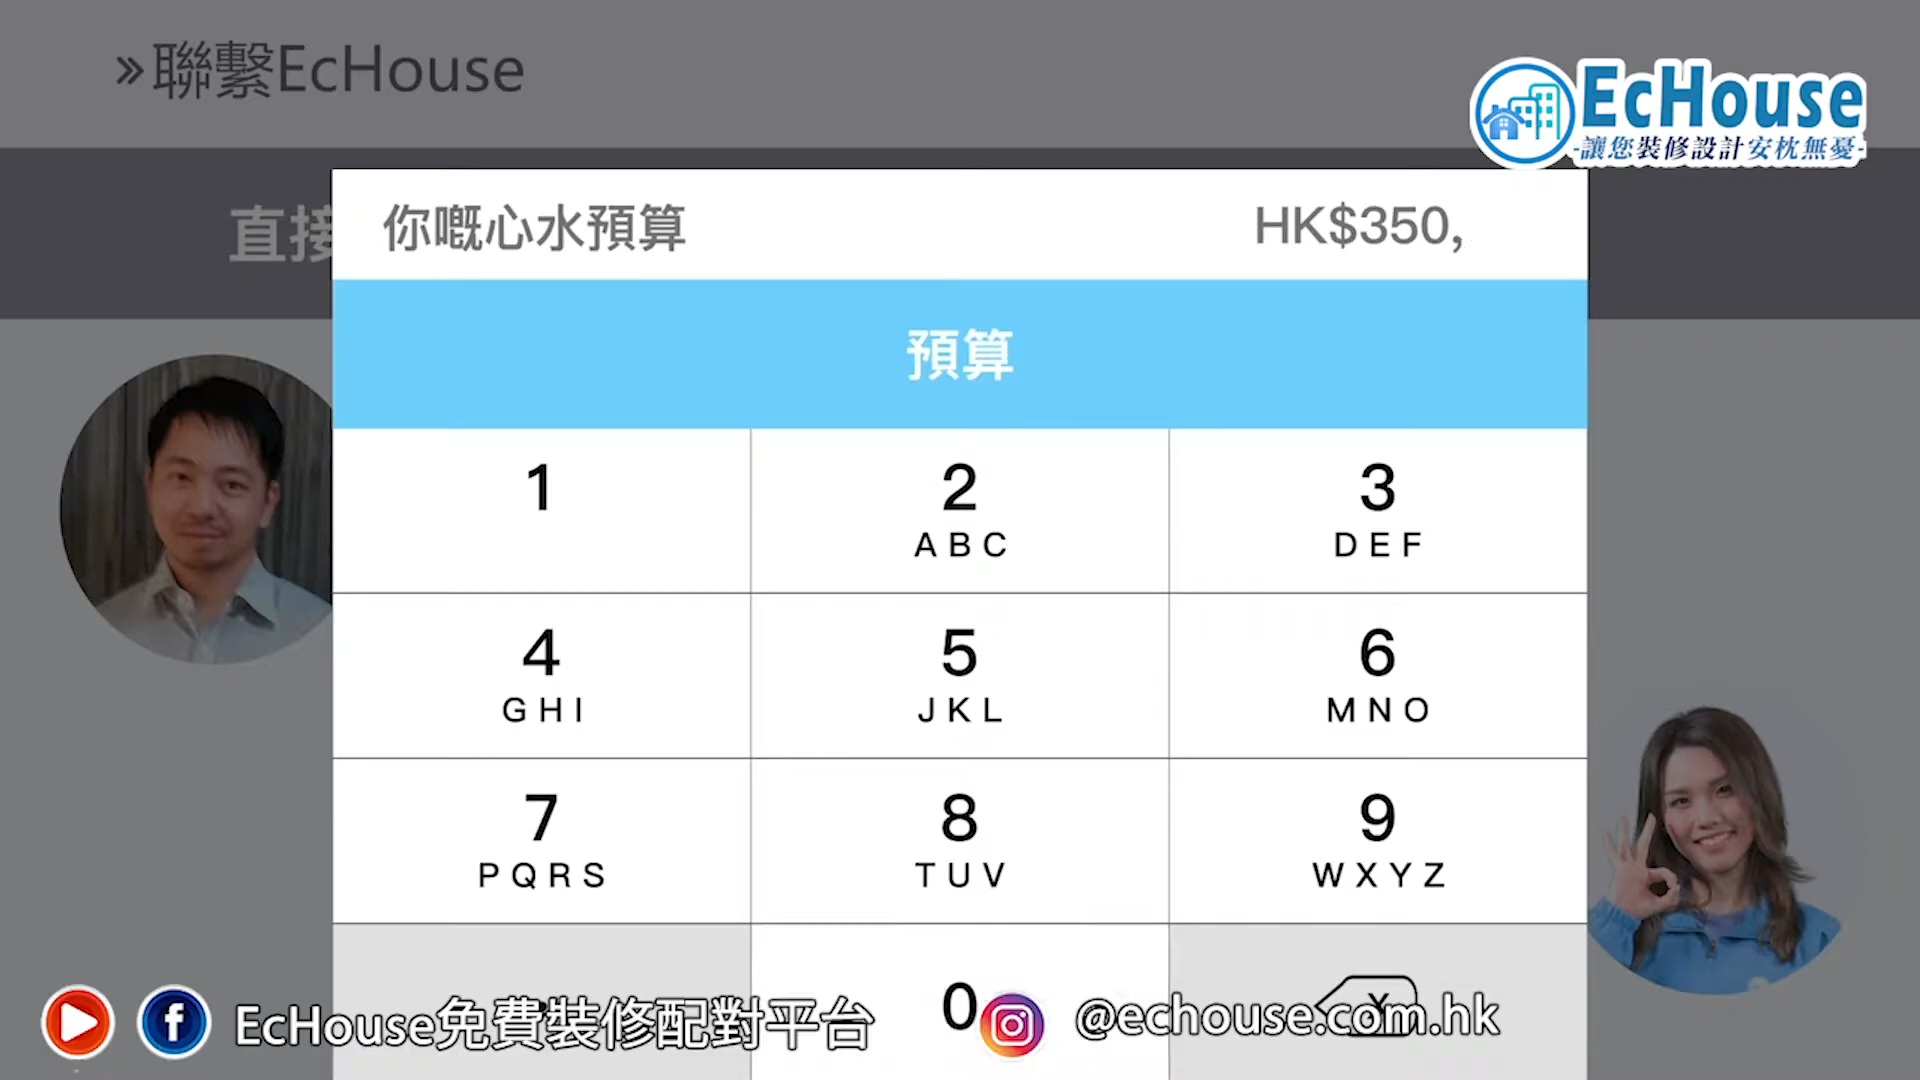 »聯繫EcHouse
EcHouse
-讓您裝修設計安枕無憂-
直接
你嘅心水預算 HK$350,
預算
1 2 3
ABC DEF
4 5 6
GHI JKL MNO
7 8 9
PQRS TUV WXYZ
0
EcHouse免費裝修配對平台 @echouse.com.hk